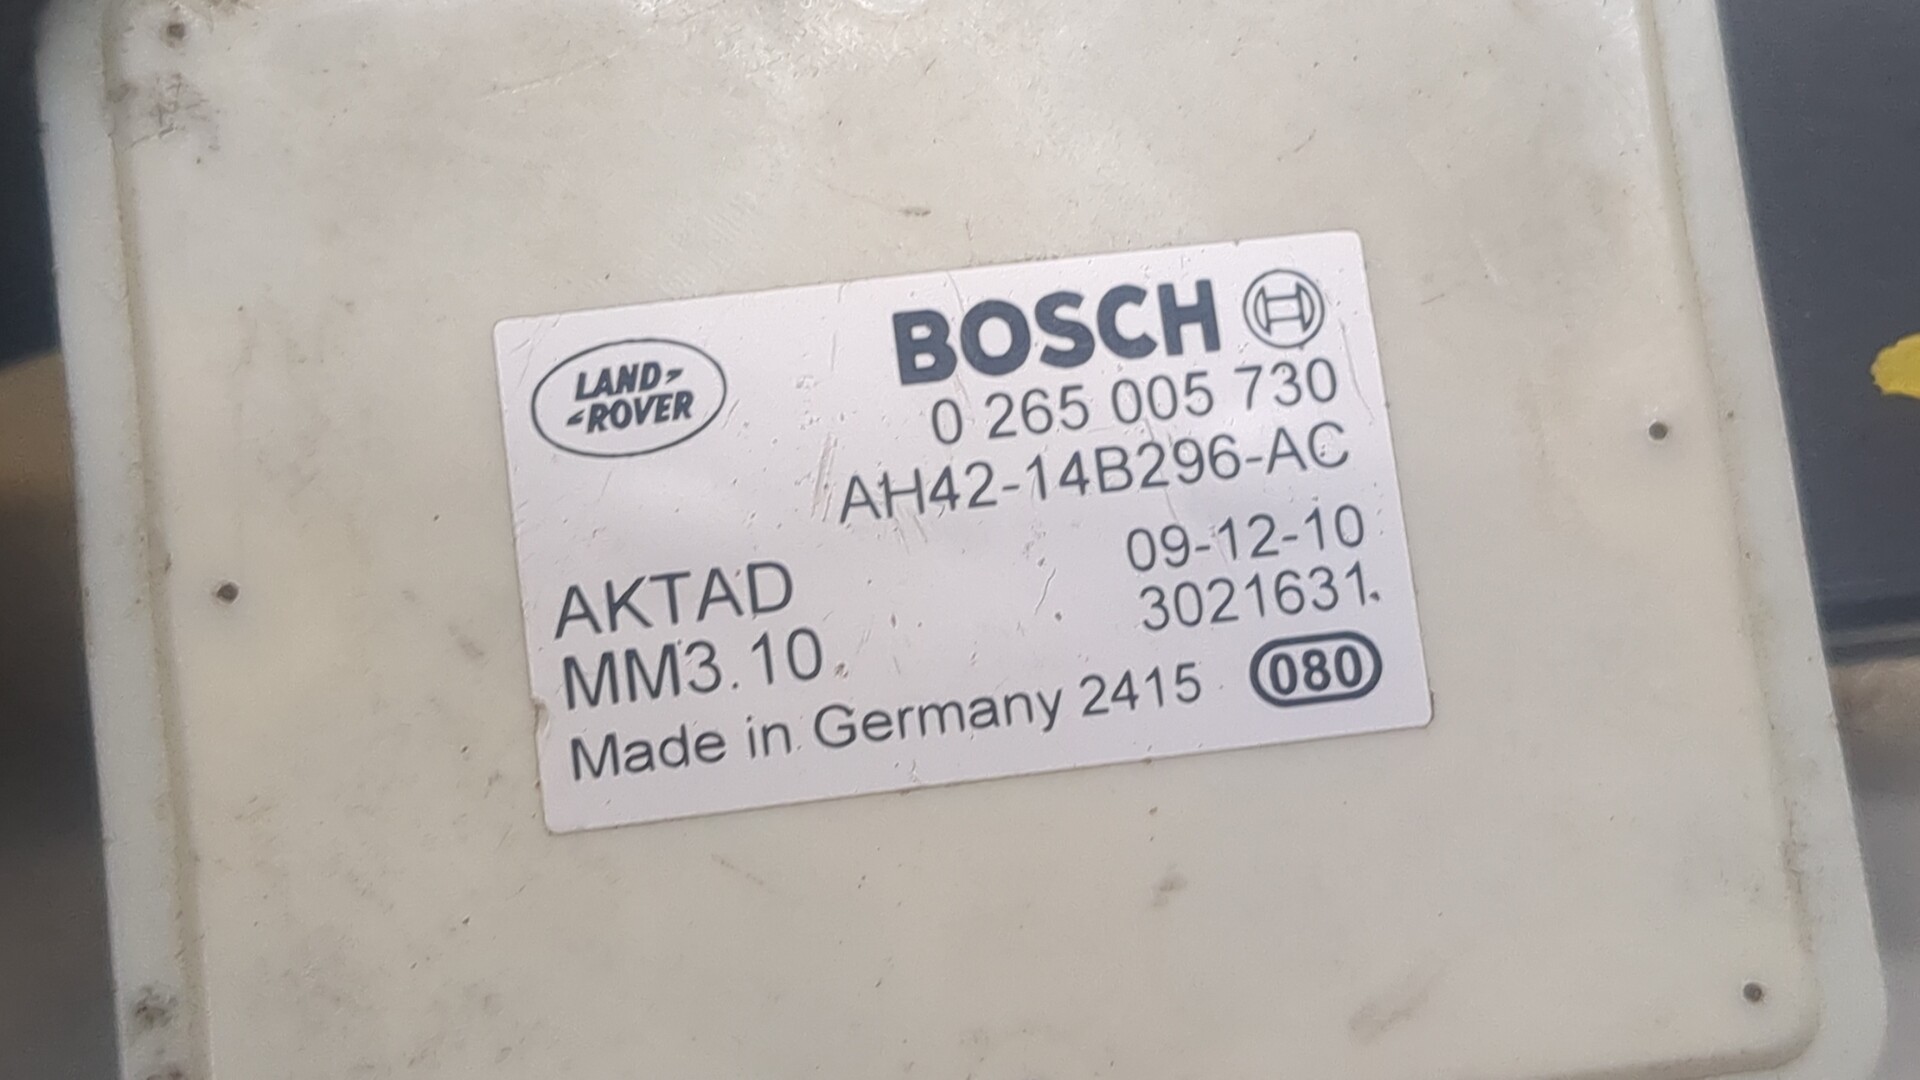 LAND
ROVER
BOSCH
0 265 005 730
AH42-14B296-AC
09-12-10
3021631
AKTAD
MM3.10
Made in Germany 2415
080